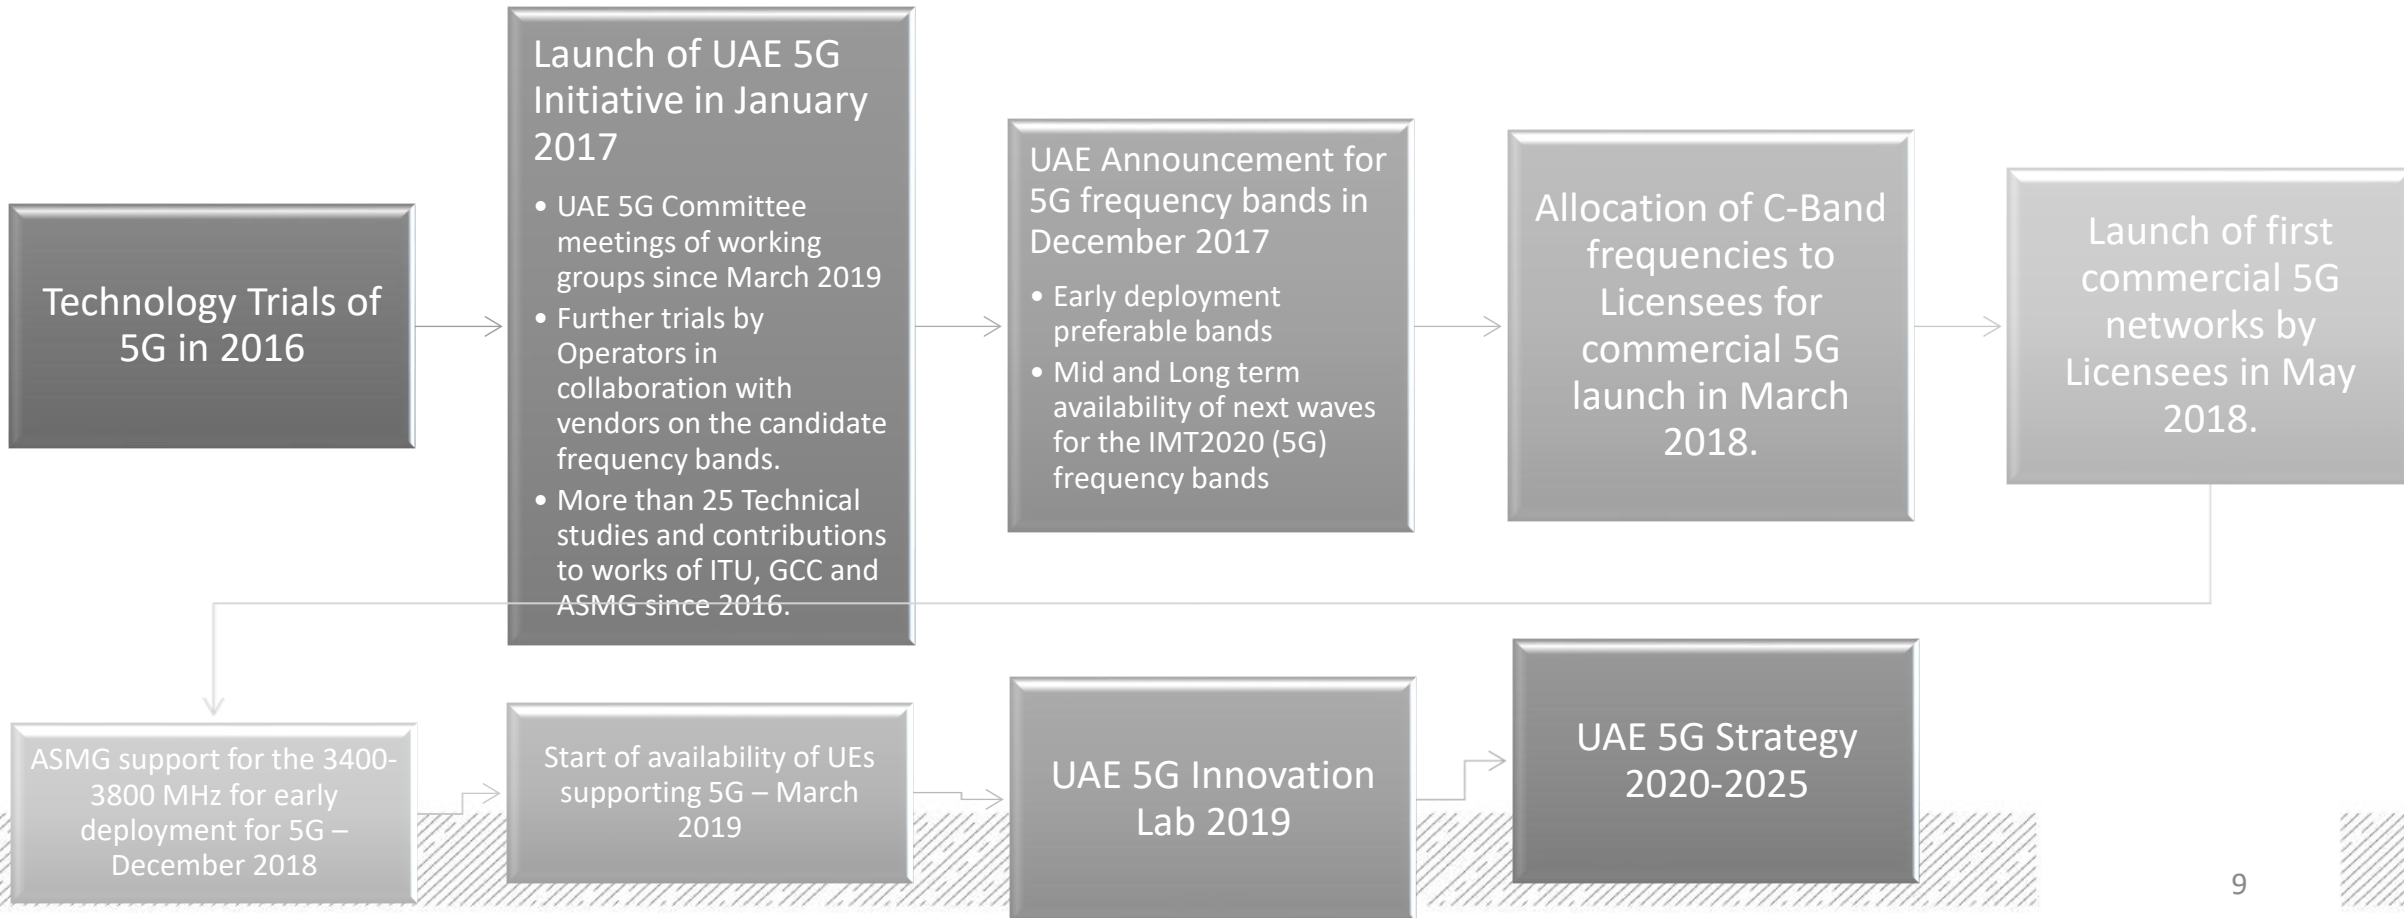 Technology Trials of
5G in 2016
Launch of UAE 5G
Initiative in January
2017
• UAE 5G Committee
meetings of working
groups since March 2019
• Further trials by
Operators in
collaboration with
vendors on the candidate
frequency bands.
• More than 25 Technical
studies and contributions
to works of ITU, GCC and
ASMG since 2016.
UAE Announcement for
5G frequency bands in
December 2017
• Early deployment
preferable bands
• Mid and Long term
availability of next waves
for the IMT2020 (5G)
frequency bands
Allocation of C-Band
frequencies to
Licensees for
commercial 5G
launch in March
2018.
Launch of first
commercial 5G
networks by
Licensees in May
2018.
ASMG support for the 3400-
3800 MHz for early
deployment for 5G –
December 2018
Start of availability of UEs
supporting 5G – March
2019
UAE 5G Innovation
Lab 2019
UAE 5G Strategy
2020-2025
9